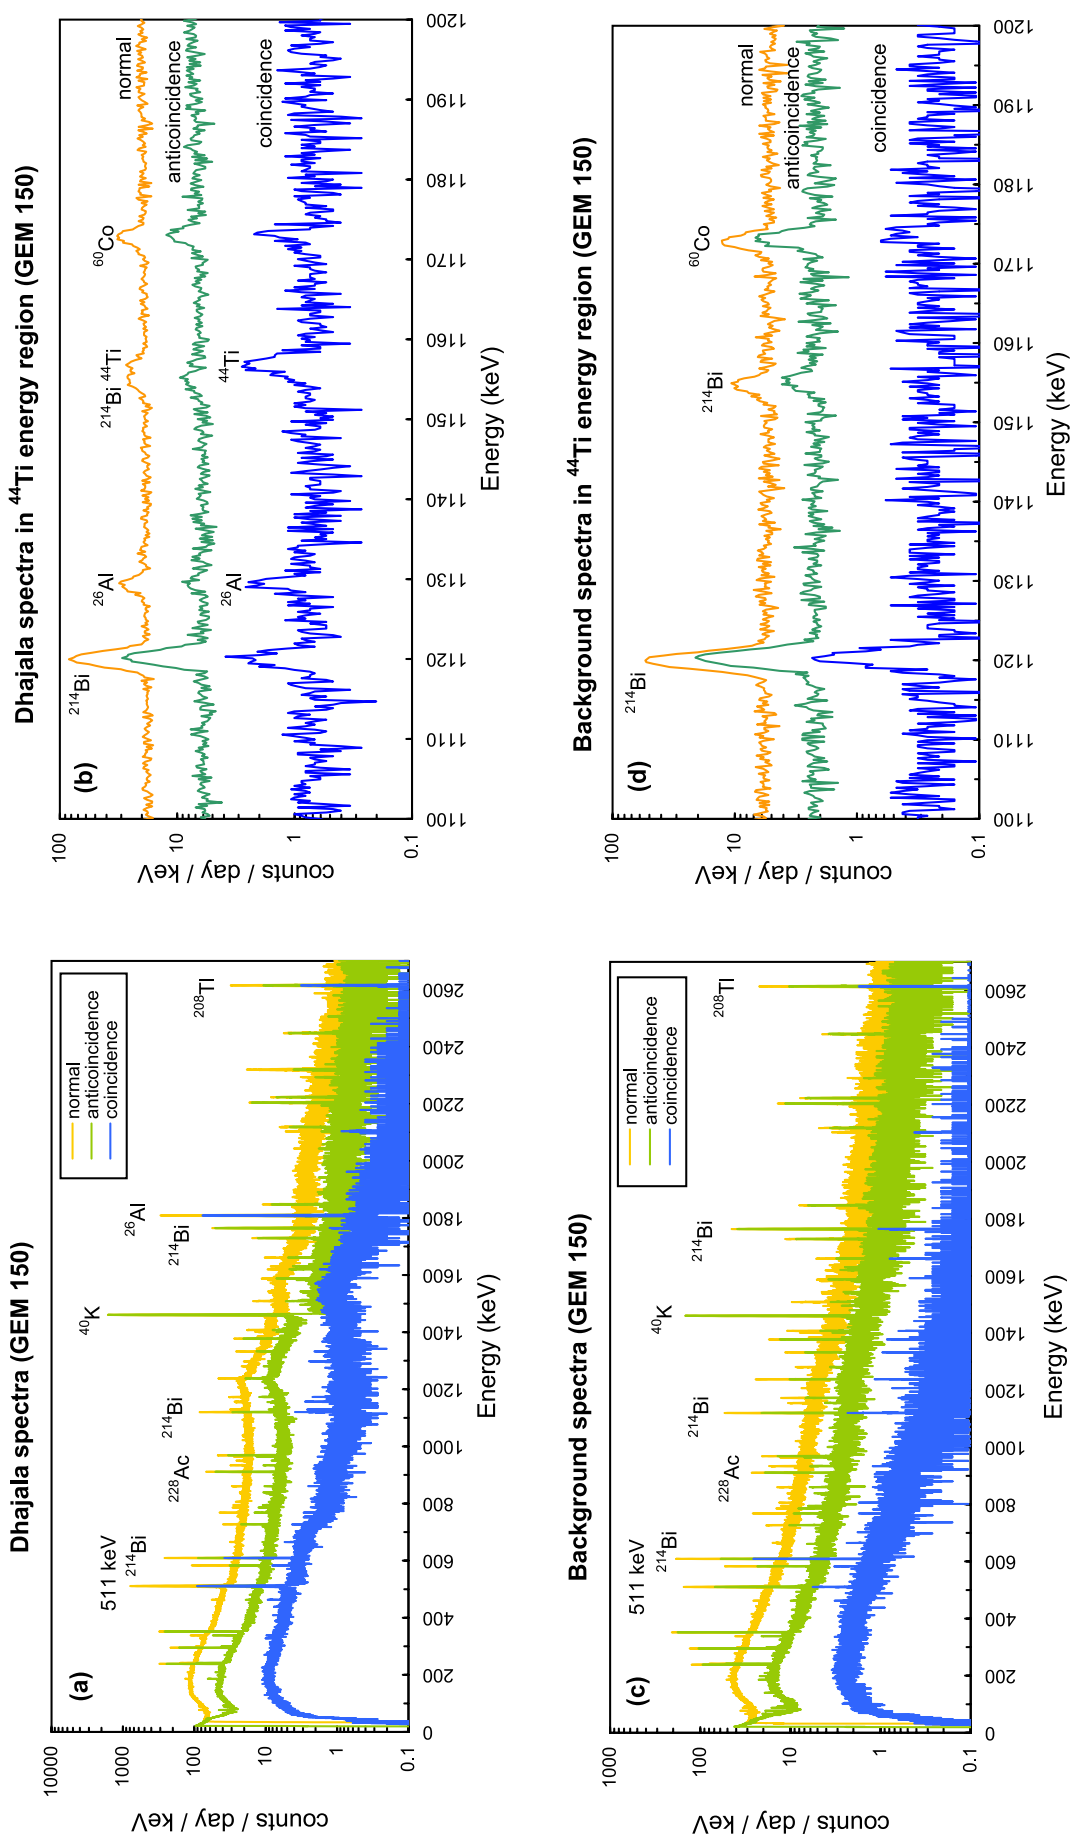 Dhajala spectra (GEM 150)
(a)
counts / day / keV
10000
1000
100
10
1
0.1
511 keV
²¹⁴Bi
²²⁸Ac
²¹⁴Bi
⁴⁰K
²¹⁴Bi
²⁶Al
²⁰⁸Tl
normal
anticoincidence
coincidence
0 200 400 600 800 1000 1200 1400 1600 1800 2000 2200 2400 2600
Energy (keV)
Dhajala spectra in ⁴⁴Ti energy region (GEM 150)
(b)
counts / day / keV
100
10
1
0.1
²¹⁴Bi
²⁶Al
²¹⁴Bi ⁴⁴Ti
⁶⁰Co
normal
anticoincidence
²⁶Al
⁴⁴Ti
coincidence
1100 1110 1120 1130 1140 1150 1160 1170 1180 1190 1200
Energy (keV)
Background spectra (GEM 150)
(c)
counts / day / keV
1000
100
10
1
0.1
511 keV
²¹⁴Bi
²²⁸Ac
²¹⁴Bi
⁴⁰K
²¹⁴Bi
²⁰⁸Tl
normal
anticoincidence
coincidence
0 200 400 600 800 1000 1200 1400 1600 1800 2000 2200 2400 2600
Energy (keV)
Background spectra in ⁴⁴Ti energy region (GEM 150)
(d)
counts / day / keV
100
10
1
0.1
²¹⁴Bi
²¹⁴Bi
⁶⁰Co
normal
anticoincidence
coincidence
1100 1110 1120 1130 1140 1150 1160 1170 1180 1190 1200
Energy (keV)